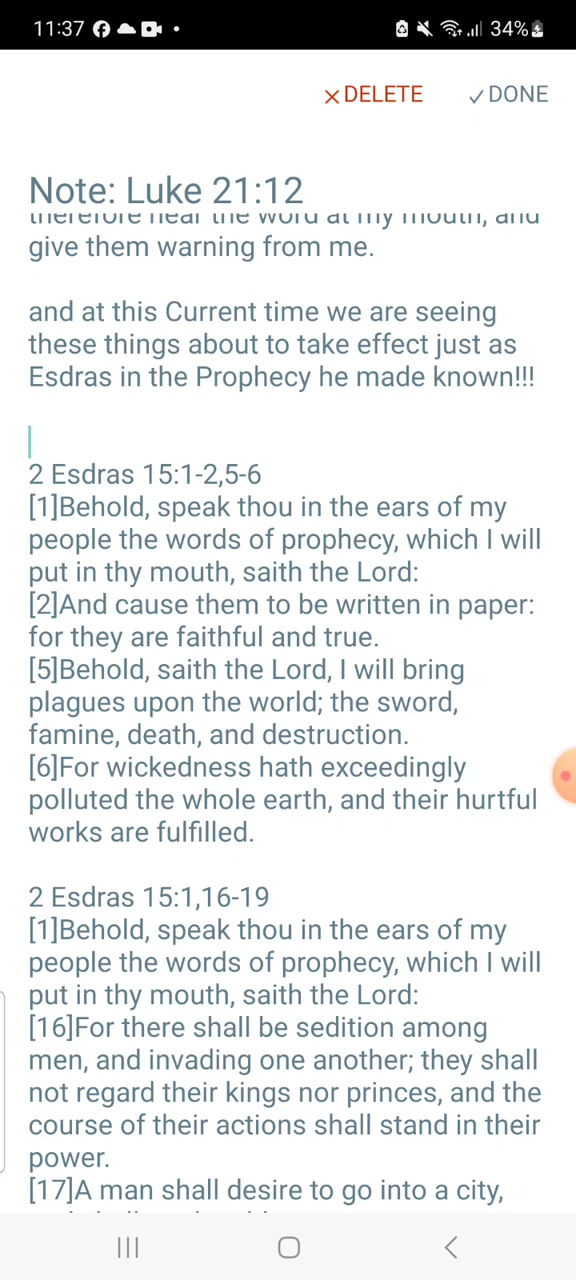 11:37 34%
DELETE DONE
Note: Luke 21:12
therefore hear the word at my mouth, and
give them warning from me.
and at this Current time we are seeing
these things about to take effect just as
Esdras in the Prophecy he made known!!!
2 Esdras 15:1-2,5-6
[1]Behold, speak thou in the ears of my
people the words of prophecy, which I will
put in thy mouth, saith the Lord:
[2]And cause them to be written in paper:
for they are faithful and true.
[5]Behold, saith the Lord, I will bring
plagues upon the world; the sword,
famine, death, and destruction.
[6]For wickedness hath exceedingly
polluted the whole earth, and their hurtful
works are fulfilled.
2 Esdras 15:1,16-19
[1]Behold, speak thou in the ears of my
people the words of prophecy, which I will
put in thy mouth, saith the Lord:
[16]For there shall be sedition among
men, and invading one another; they shall
not regard their kings nor princes, and the
course of their actions shall stand in their
power.
[17]A man shall desire to go into a city,